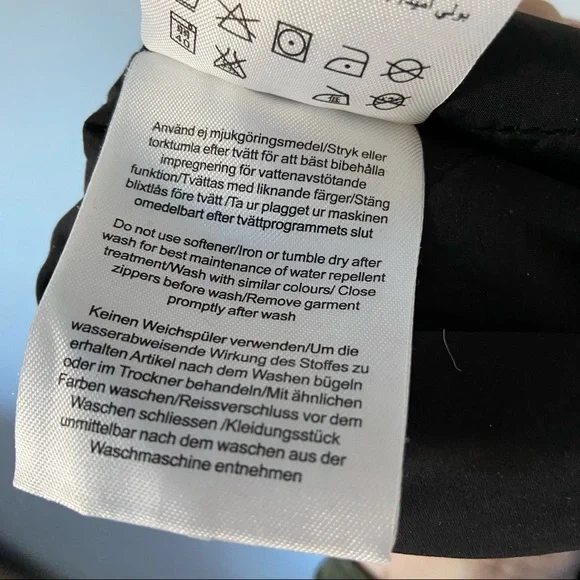 بولي أميد
40
Använd ej mjukgöringsmedel/Stryk eller
torktumla efter tvätt för att bäst bibehålla
impregnering för vattenavstötande
funktion/Tvättas med liknande färger/Stäng
blixtlås före tvätt /Ta ur plagget ur maskinen
omedelbart efter tvättprogrammets slut
Do not use softener/Iron or tumble dry after
wash for best maintenance of water repellent
treatment/Wash with similar colours/ Close
zippers before wash/Remove garment
promptly after wash
Keinen Weichspüler verwenden/Um die
wasserabweisende Wirkung des Stoffes zu
erhalten Artikel nach dem Washen bügeln
oder im Trockner behandeln/Mit ähnlichen
Farben waschen/Reissverschluss vor dem
Waschen schliessen /Kleidungsstück
unmittelbar nach dem waschen aus der
Waschmaschine entnehmen